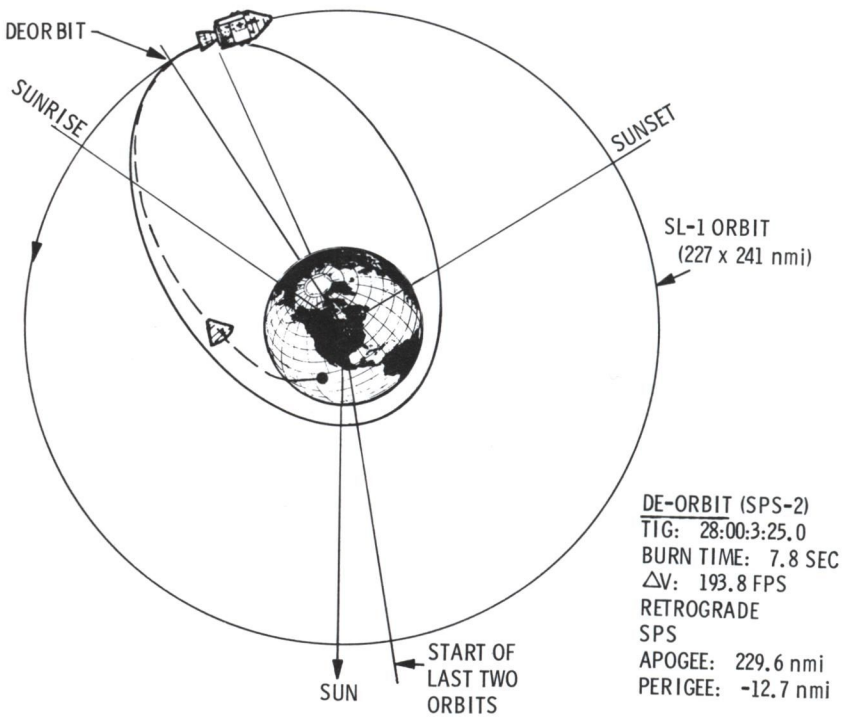 DEORBIT
SUNRISE
SUNSET
SL-1 ORBIT
(227 x 241 nmi)
DE-ORBIT (SPS-2)
TIG: 28:00:3:25.0
BURN TIME: 7.8 SEC
△V: 193.8 FPS
RETROGRADE
SPS
APOGEE: 229.6 nmi
PERIGEE: -12.7 nmi
START OF
LAST TWO
ORBITS
SUN